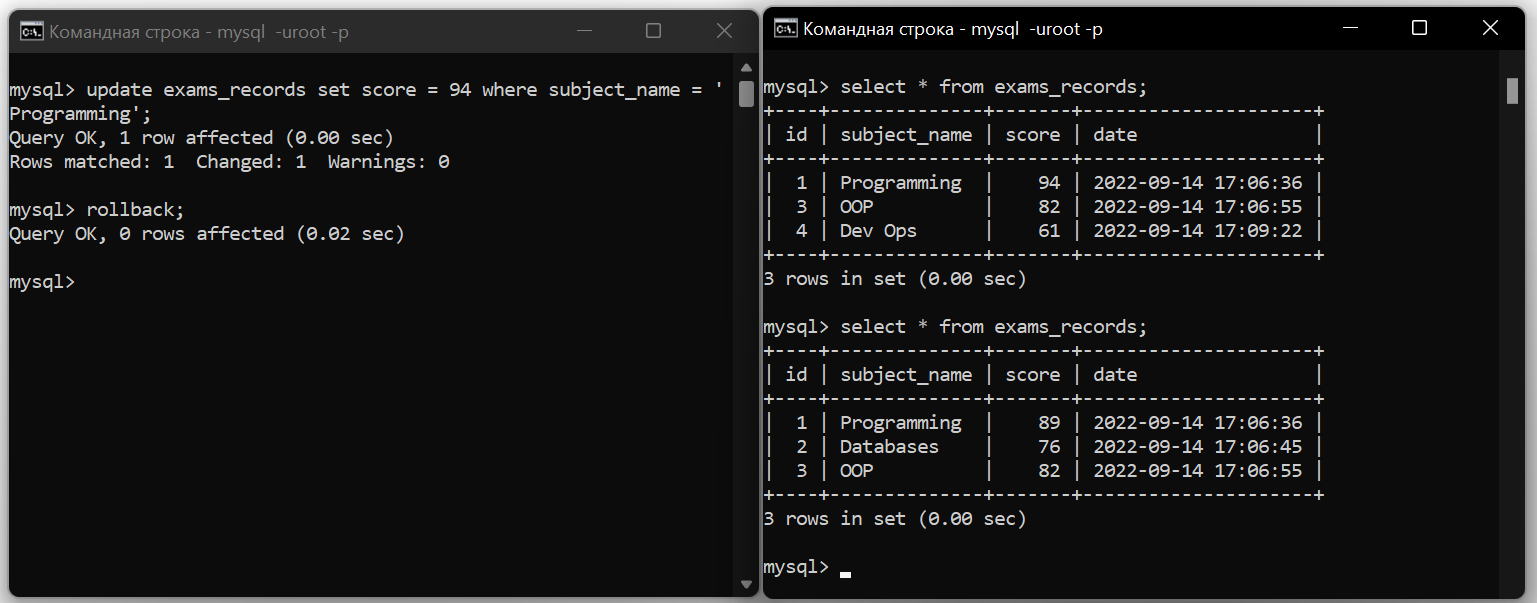 Командная строка - mysql  -uroot -p
mysql> update exams_records set score = 94 where subject_name = '
Programming';
Query OK, 1 row affected (0.00 sec)
Rows matched: 1  Changed: 1  Warnings: 0
mysql> rollback;
Query OK, 0 rows affected (0.02 sec)
mysql>
Командная строка - mysql  -uroot -p
mysql> select * from exams_records;
+----+--------------+-------+---------------------+
| id | subject_name | score | date                |
+----+--------------+-------+---------------------+
|  1 | Programming  |    94 | 2022-09-14 17:06:36 |
|  3 | OOP          |    82 | 2022-09-14 17:06:55 |
|  4 | Dev Ops      |    61 | 2022-09-14 17:09:22 |
+----+--------------+-------+---------------------+
3 rows in set (0.00 sec)
mysql> select * from exams_records;
+----+--------------+-------+---------------------+
| id | subject_name | score | date                |
+----+--------------+-------+---------------------+
|  1 | Programming  |    89 | 2022-09-14 17:06:36 |
|  2 | Databases    |    76 | 2022-09-14 17:06:45 |
|  3 | OOP          |    82 | 2022-09-14 17:06:55 |
+----+--------------+-------+---------------------+
3 rows in set (0.00 sec)
mysql>